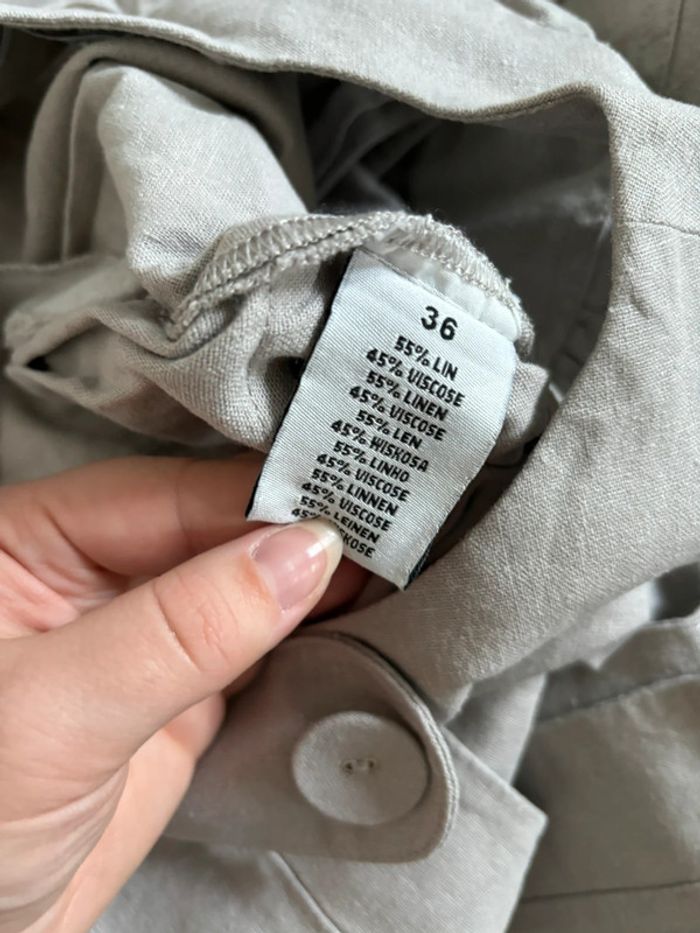 36
55% LIN
45% VISCOSE
55% LINEN
45% VISCOSE
55% LEN
45% WISKOSA
55% LINHO
45% VISCOSE
55% LINNEN
45% VISCOSE
55% LEINEN